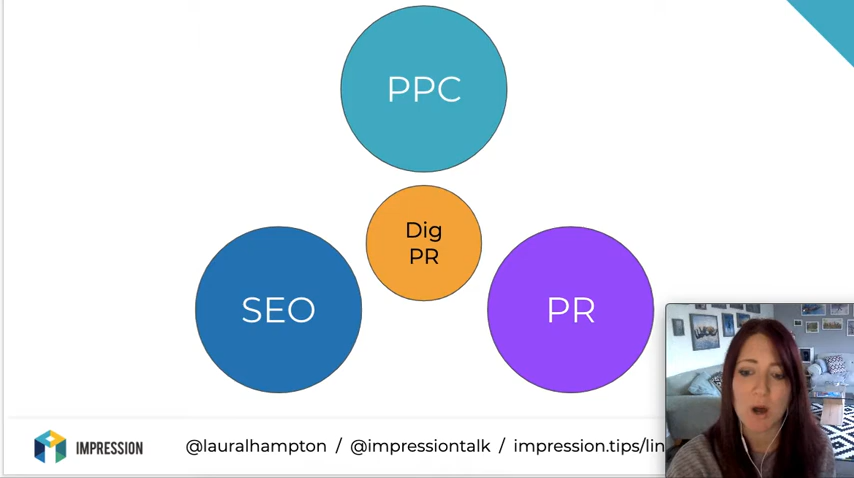 PPC
Dig
PR
SEO
PR
IMPRESSION
@lauralhampton / @impressiontalk / impression.tips/lin